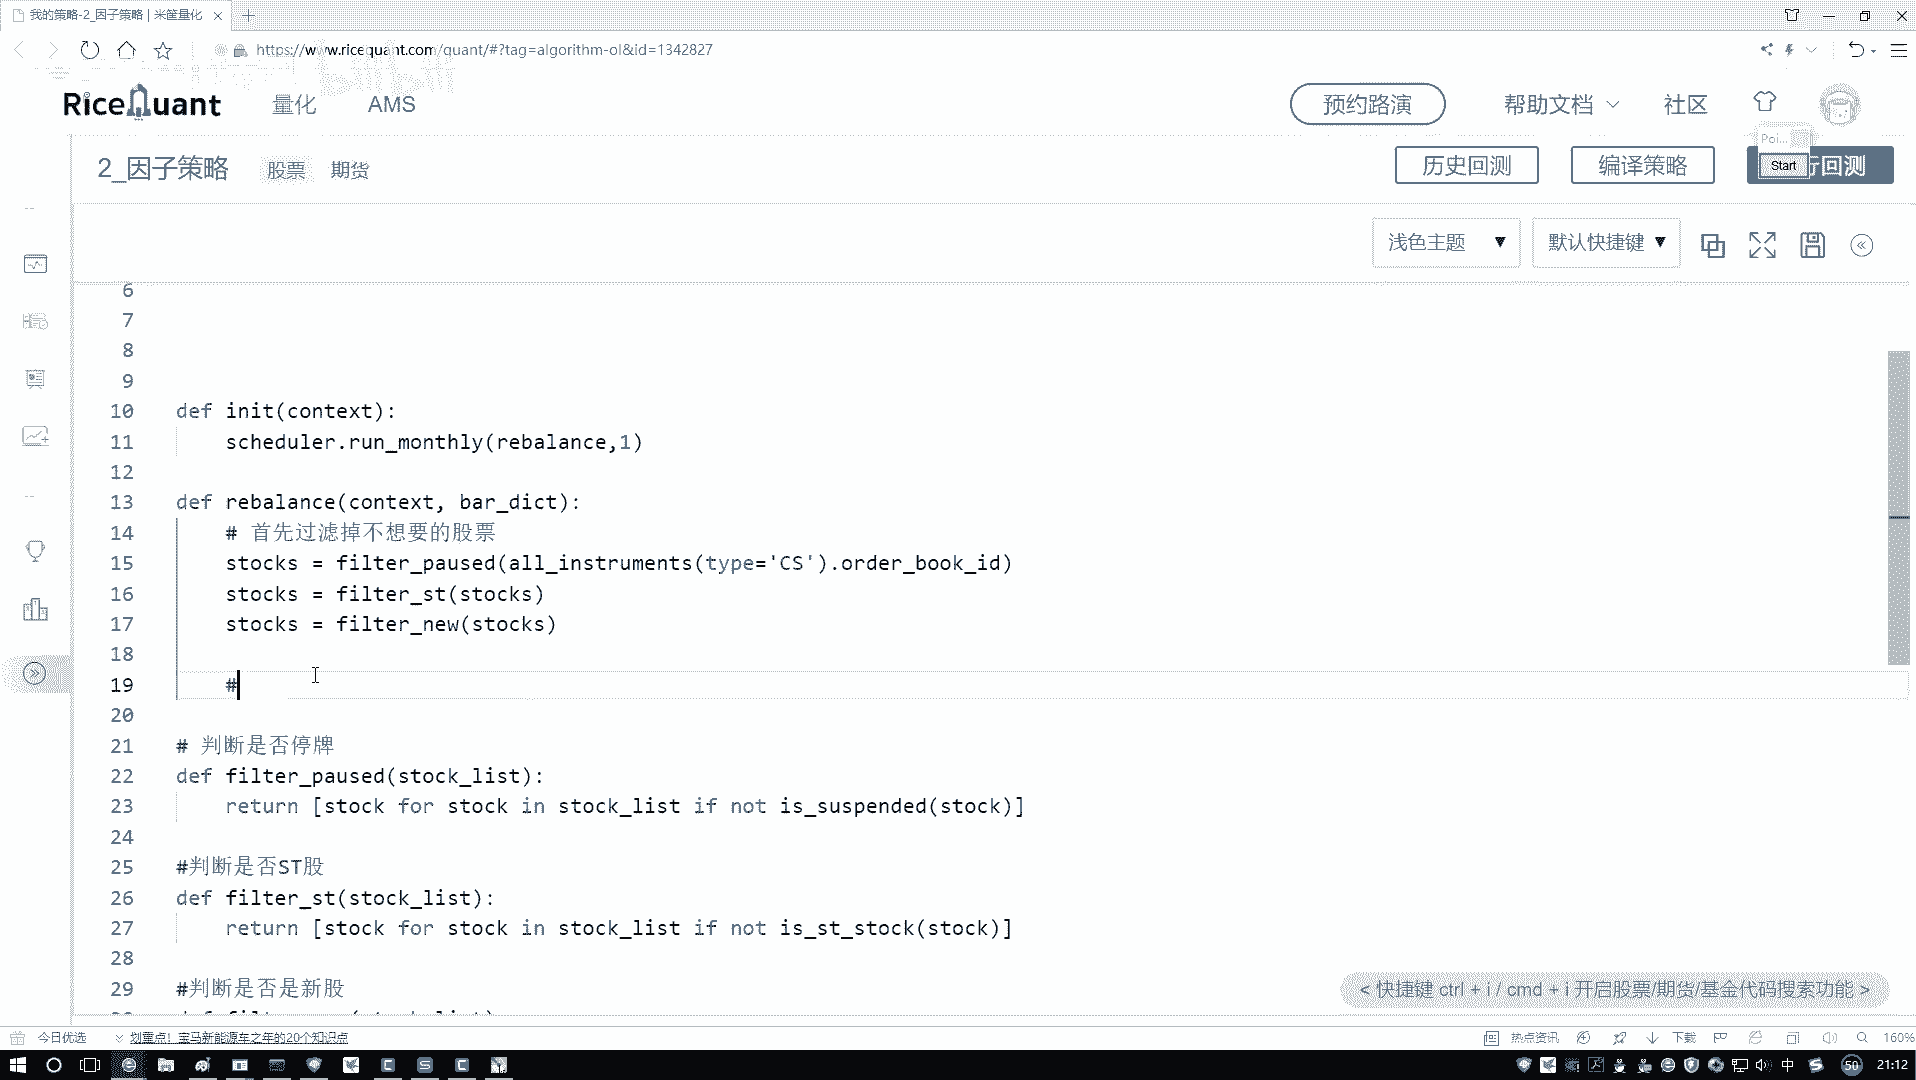 我的策略-2_因子策略 | 米筐量化
https://www.ricequant.com/quant/#?tag=algorithm-ol&id=1342827
RiceQuant 量化 AMS 预约路演 帮助文档 社区
2_因子策略 股票 期货 历史回测 编译策略 行回测
Poi...
Start
浅色主题 ▼ 默认快捷键 ▼
6
7
8
9
10 def init(context):
11 scheduler.run_monthly(rebalance,1)
12
13 def rebalance(context, bar_dict):
14 # 首先过滤掉不想要的股票
15 stocks = filter_paused(all_instruments(type='CS').order_book_id)
16 stocks = filter_st(stocks)
17 stocks = filter_new(stocks)
18
19 #
20
21 # 判断是否停牌
22 def filter_paused(stock_list):
23 return [stock for stock in stock_list if not is_suspended(stock)]
24
25 #判断是否ST股
26 def filter_st(stock_list):
27 return [stock for stock in stock_list if not is_st_stock(stock)]
28
29 #判断是否是新股
< 快捷键 ctrl + i / cmd + i 开启股票/期货/基金代码搜索功能 >
今日优选 划重点！宝马新能源车之年的20个知识点 热点资讯 下载 160%
中 50 21:12